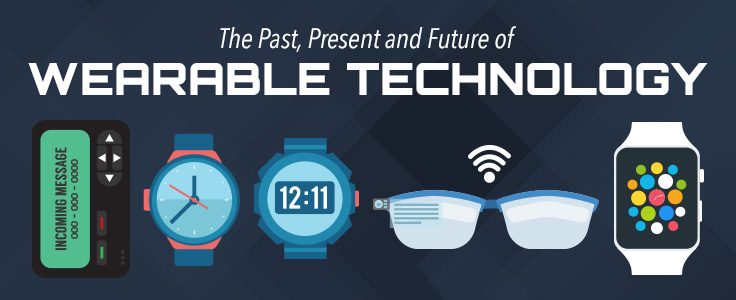 The Past, Present and Future of
WEARABLE TECHNOLOGY
INCOMING MESSAGE
000 - 000 - 0000
12:11